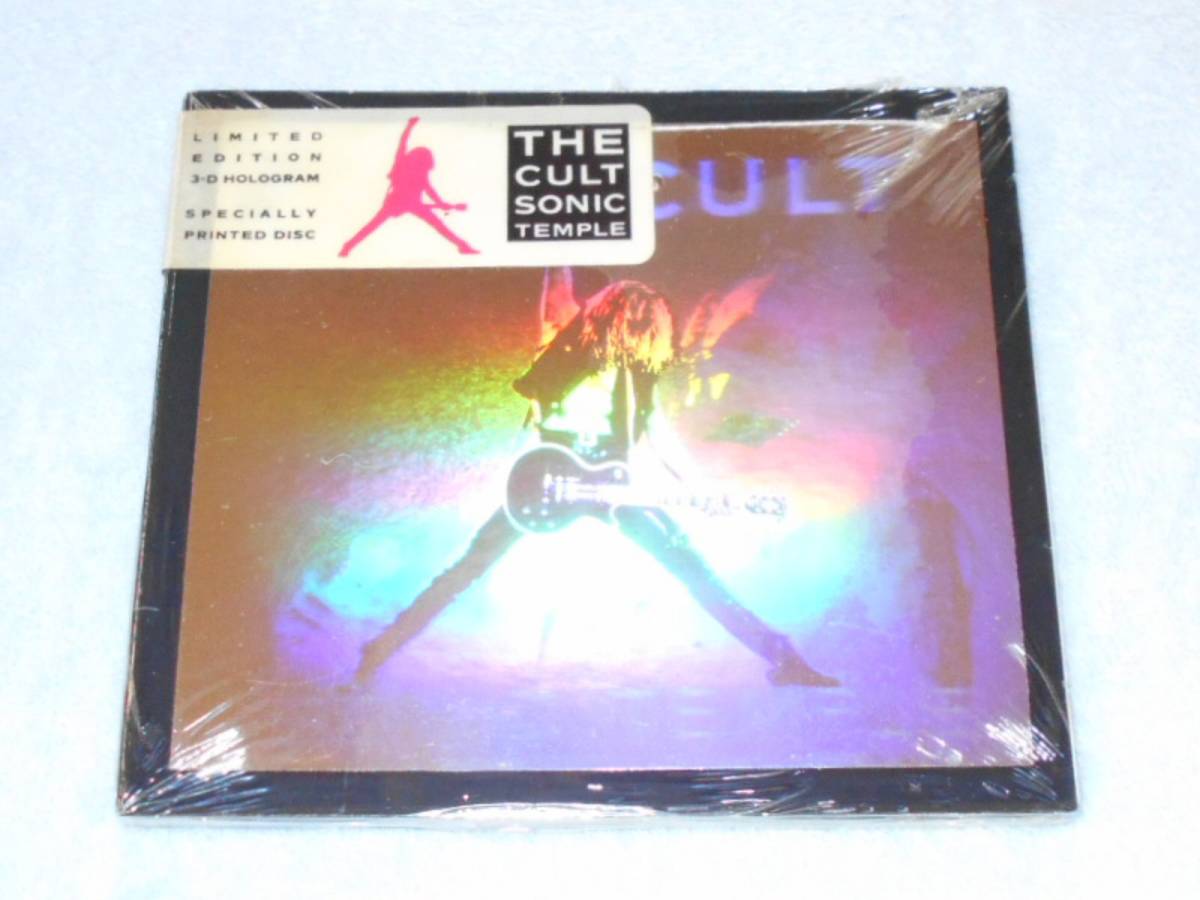 LIMITED
EDITION
3-D HOLOGRAM
SPECIALLY
PRINTED DISC
THE
CULT
SONIC
TEMPLE
CULT